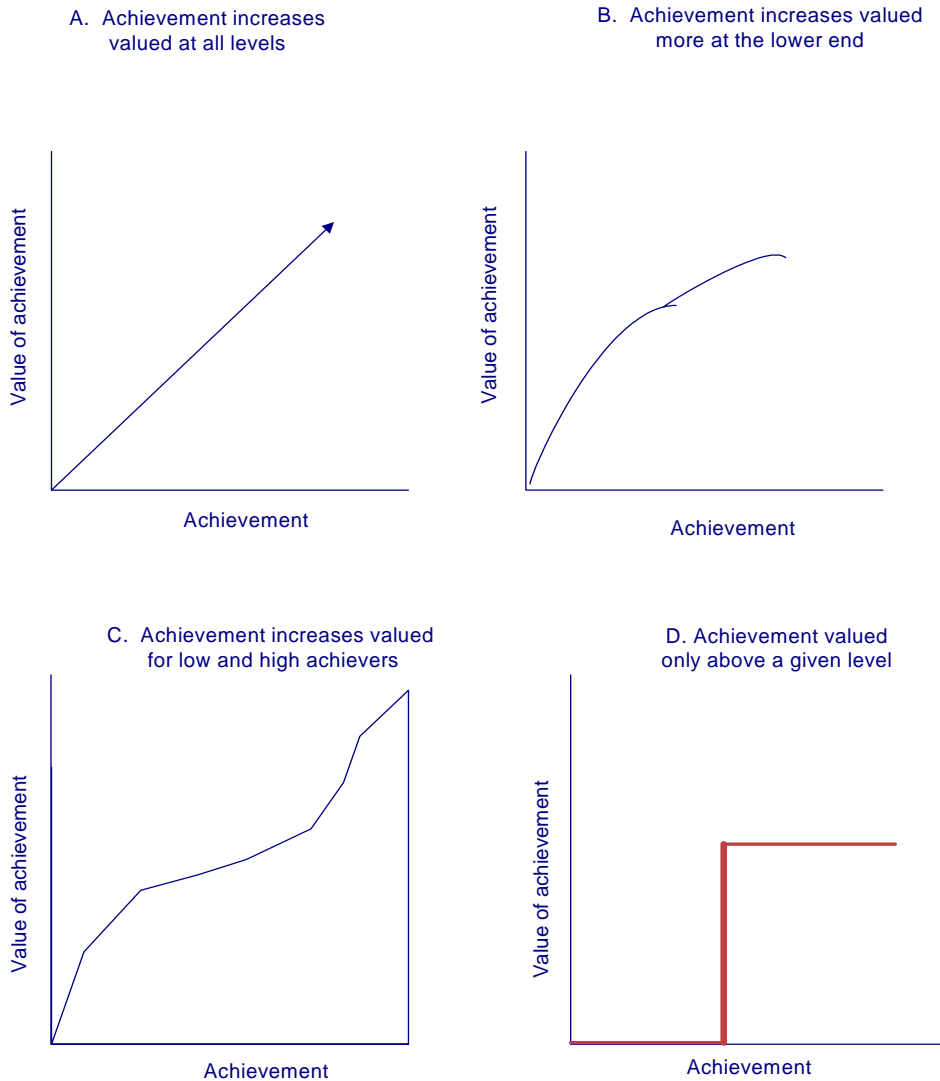 A. Achievement increases
valued at all levels
B. Achievement increases valued
more at the lower end
Value of achievement
Achievement
Value of achievement
Achievement
C. Achievement increases valued
for low and high achievers
D. Achievement valued
only above a given level
Value of achievement
Achievement
Value of achievement
Achievement